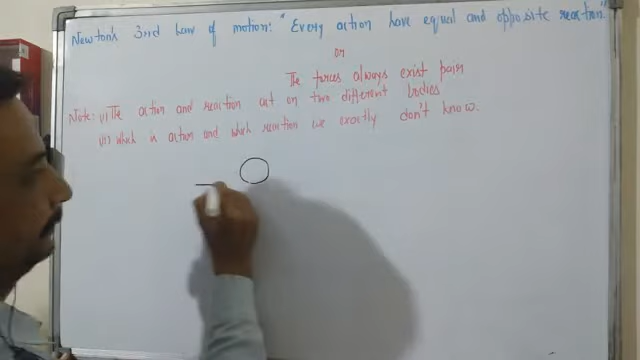 Newton's 3rd Law of motion: "Every action have equal and opposite reaction."
or
The forces always exist pair
Note: (i) The action and reaction act on two different bodies
(ii) which is action and which reaction we exactly don't know.